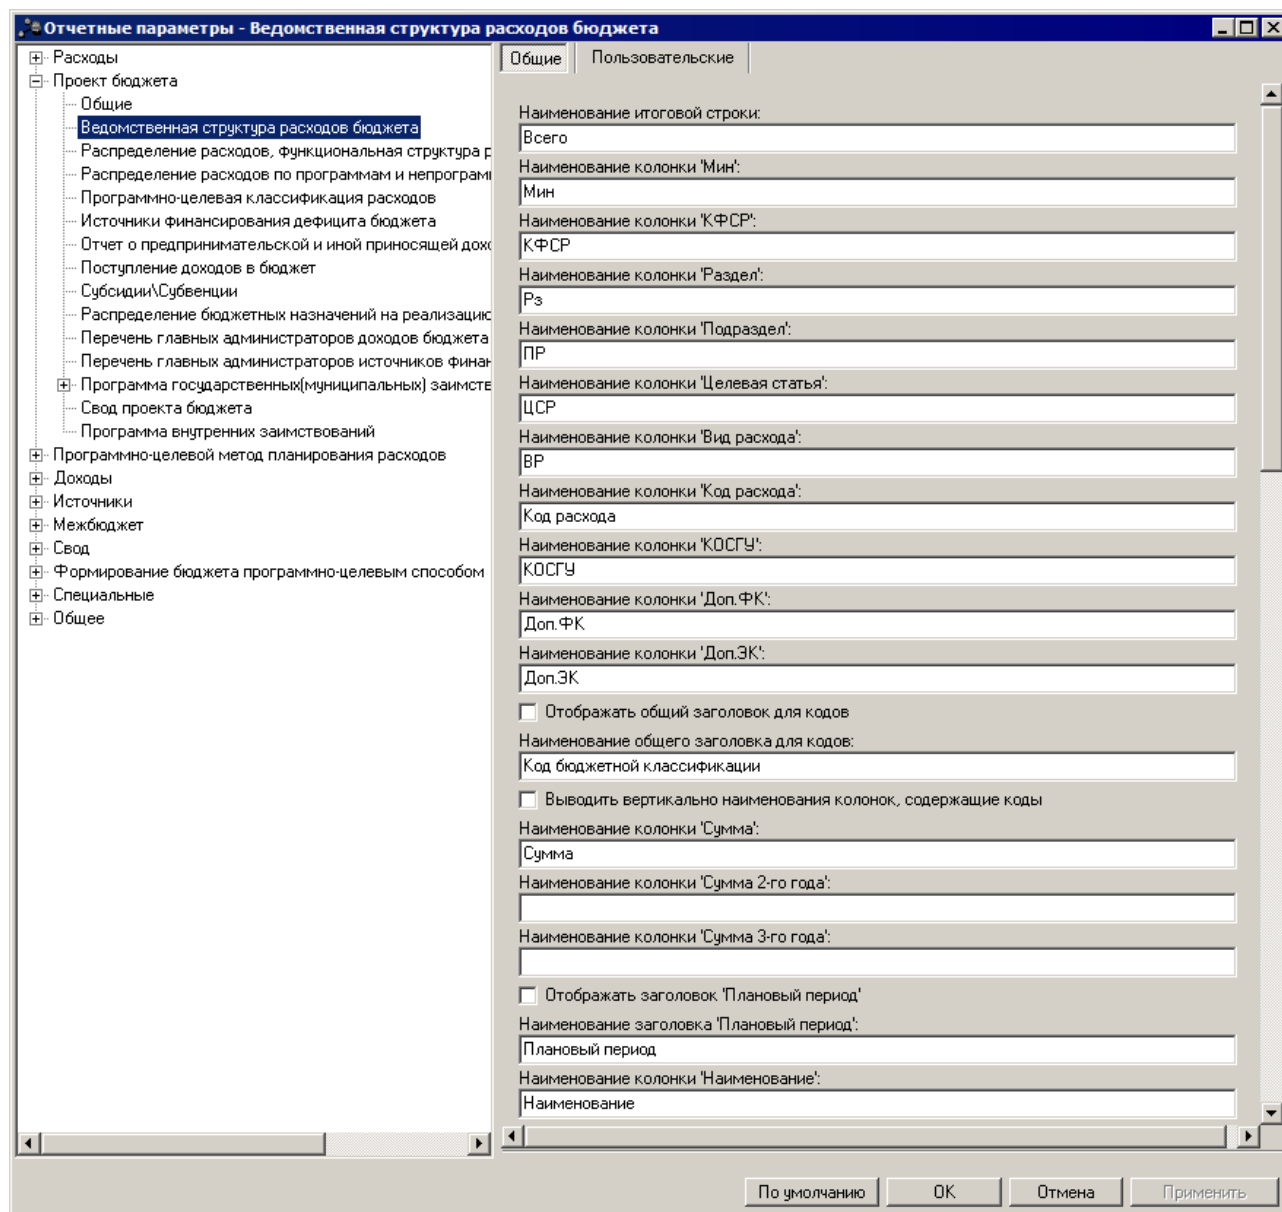 Отчетные параметры - Ведомственная структура расходов бюджета
Расходы
Проект бюджета
Общие
Ведомственная структура расходов бюджета
Распределение расходов, функциональная структура р
Распределение расходов по программам и непрограмм
Программно-целевая классификация расходов
Источники финансирования дефицита бюджета
Отчет о предпринимательской и иной приносящей дохо
Поступление доходов в бюджет
Субсидии\Субвенции
Распределение бюджетных назначений на реализацию
Перечень главных администраторов доходов бюджета
Перечень главных администраторов источников финан
Программа государственных(муниципальных) заимств
Свод проекта бюджета
Программа внутренних заимствований
Программно-целевой метод планирования расходов
Доходы
Источники
Межбюджет
Свод
Формирование бюджета программно-целевым способом
Специальные
Общее
Общие
Пользовательские
Наименование итоговой строки:
Всего
Наименование колонки 'Мин':
Мин
Наименование колонки 'КФСР':
КФСР
Наименование колонки 'Раздел':
Рз
Наименование колонки 'Подраздел':
ПР
Наименование колонки 'Целевая статья':
ЦСР
Наименование колонки 'Вид расхода':
ВР
Наименование колонки 'Код расхода':
Код расхода
Наименование колонки 'КОСГУ':
КОСГУ
Наименование колонки 'Доп.ФК':
Доп.ФК
Наименование колонки 'Доп.ЭК':
Доп.ЭК
Отображать общий заголовок для кодов
Наименование общего заголовка для кодов:
Код бюджетной классификации
Выводить вертикально наименования колонок, содержащие коды
Наименование колонки 'Сумма':
Сумма
Наименование колонки 'Сумма 2-го года':
Наименование колонки 'Сумма 3-го года':
Отображать заголовок 'Плановый период'
Наименование заголовка 'Плановый период':
Плановый период
Наименование колонки 'Наименование':
Наименование
По умолчанию
OK
Отмена
Применить